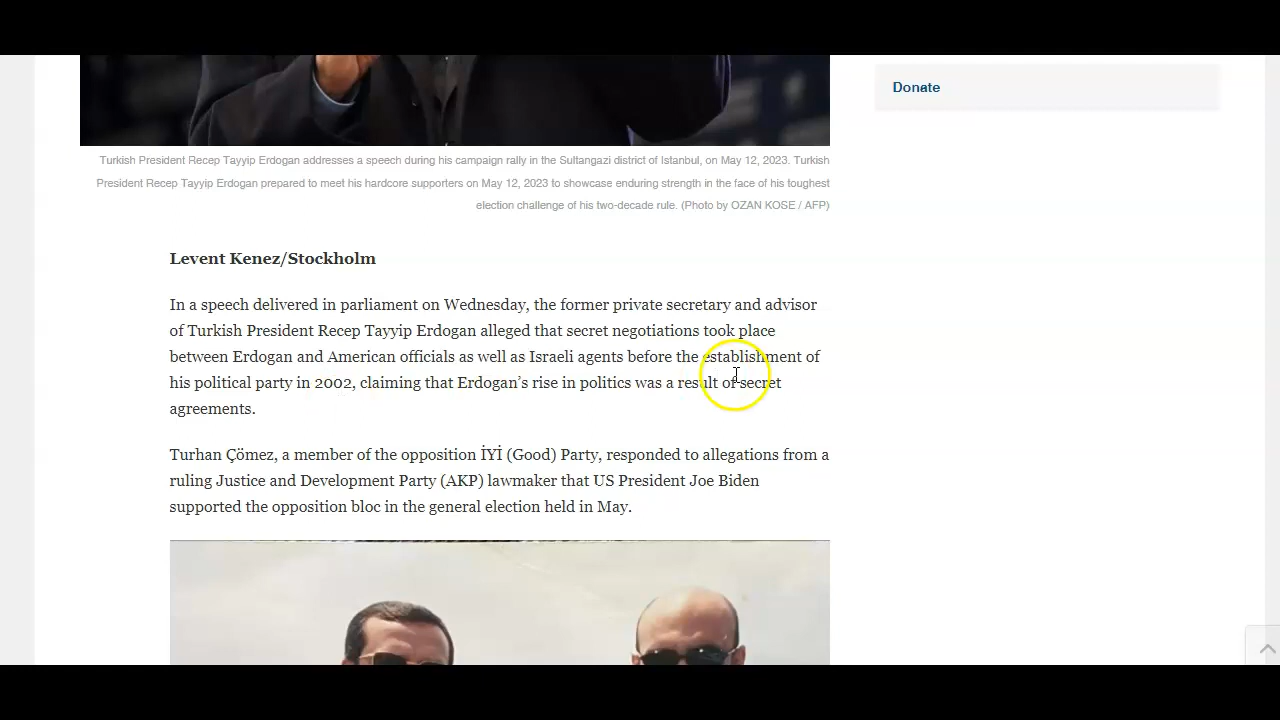 Donate
Turkish President Recep Tayyip Erdogan addresses a speech during his campaign rally in the Sultangazi district of Istanbul, on May 12, 2023. Turkish
President Recep Tayyip Erdogan prepared to meet his hardcore supporters on May 12, 2023 to showcase enduring strength in the face of his toughest
election challenge of his two-decade rule. (Photo by OZAN KOSE / AFP)
Levent Kenez/Stockholm
In a speech delivered in parliament on Wednesday, the former private secretary and advisor
of Turkish President Recep Tayyip Erdogan alleged that secret negotiations took place
between Erdogan and American officials as well as Israeli agents before the establishment of
his political party in 2002, claiming that Erdogan’s rise in politics was a result of secret
agreements.
Turhan Çömez, a member of the opposition İYİ (Good) Party, responded to allegations from a
ruling Justice and Development Party (AKP) lawmaker that US President Joe Biden
supported the opposition bloc in the general election held in May.